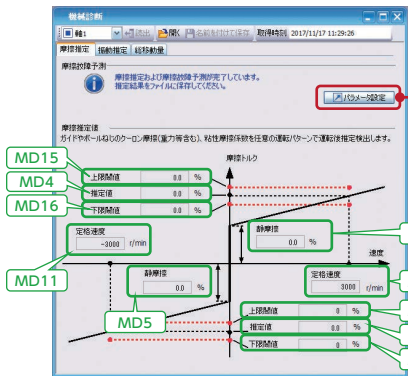 機械診断
軸1 読出 開く 名前を付けて保存 取得時刻 2017/11/17 11:29:26
摩擦推定 振動推定 総移動量
摩擦故障予測
摩擦推定および摩擦故障予測が完了しています。
推定結果をファイルに保存してください。
パラメータ設定
摩擦推定値
ガイドやボールねじのクーロン摩擦(重力等含む)、粘性摩擦係数を任意の運転パターンで運転後推定検出します。
MD15
上限閾値 0.0 %
MD4
推定値 0.0 %
MD16
下限閾値 0.0 %
摩擦トルク
定格速度
-3000 r/min
MD11
静摩擦
0.0 %
速度
静摩擦
0.0 %
MD5
定格速度
3000 r/min
上限閾値 0 %
推定値 0.0 %
下限閾値 0 %